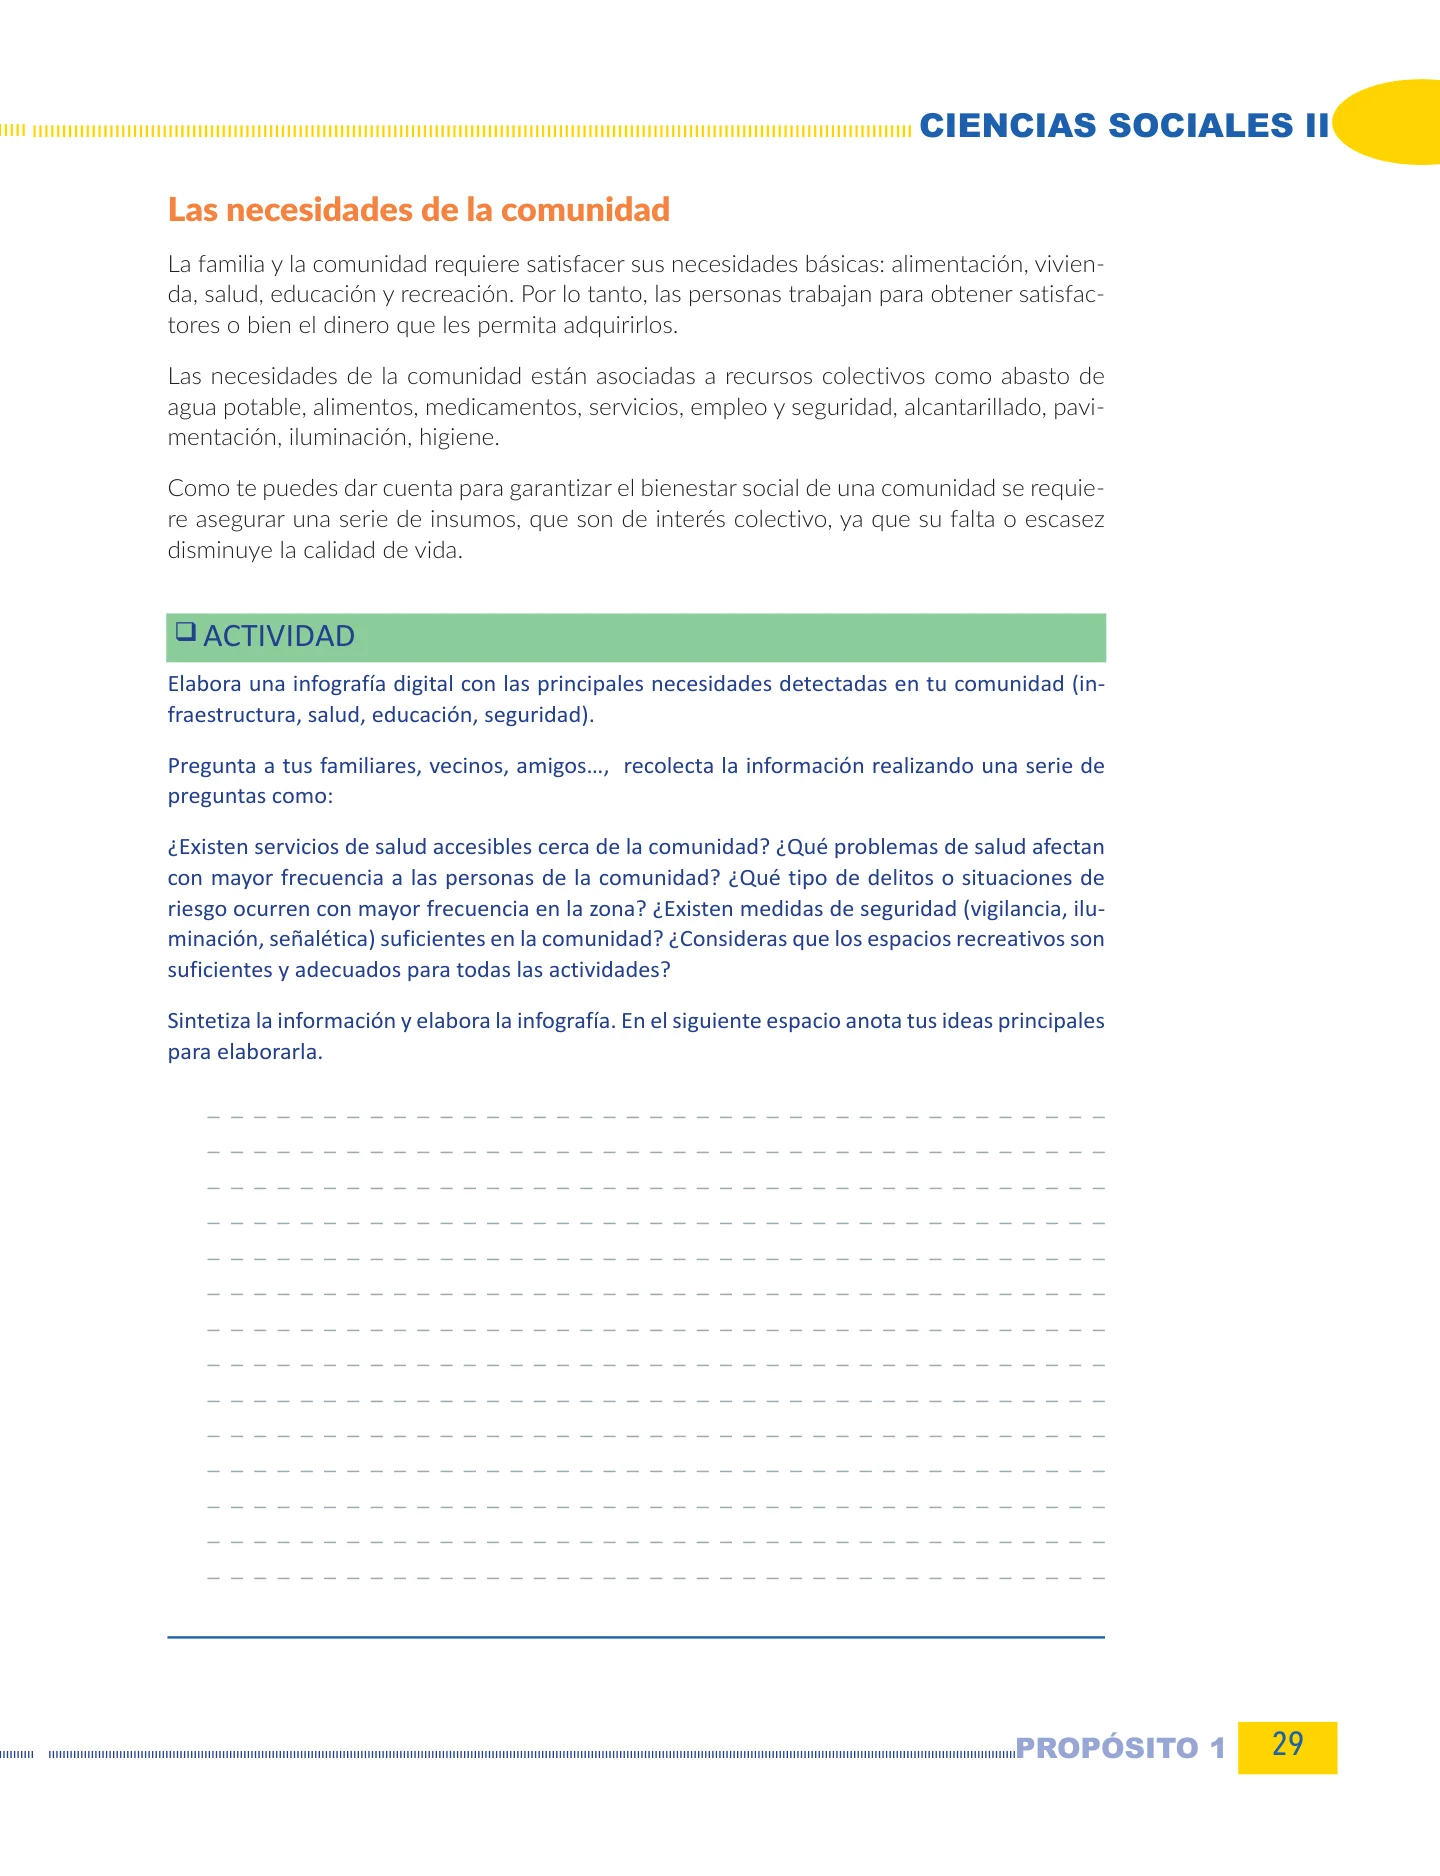 CIENCIAS SOCIALES II
Las necesidades de la comunidad
La familia y la comunidad requiere satisfacer sus necesidades básicas: alimentación, vivien-
da, salud, educación y recreación. Por lo tanto, las personas trabajan para obtener satisfac-
tores o bien el dinero que les permita adquirirlos.
Las necesidades de la comunidad están asociadas a recursos colectivos como abasto de
agua potable, alimentos, medicamentos, servicios, empleo y seguridad, alcantarillado, pavi-
mentación, iluminación, higiene.
Como te puedes dar cuenta para garantizar el bienestar social de una comunidad se requie-
re asegurar una serie de insumos, que son de interés colectivo, ya que su falta o escasez
disminuye la calidad de vida.
❑ ACTIVIDAD
Elabora una infografía digital con las principales necesidades detectadas en tu comunidad (in-
fraestructura, salud, educación, seguridad).
Pregunta a tus familiares, vecinos, amigos…, recolecta la información realizando una serie de
preguntas como:
¿Existen servicios de salud accesibles cerca de la comunidad? ¿Qué problemas de salud afectan
con mayor frecuencia a las personas de la comunidad? ¿Qué tipo de delitos o situaciones de
riesgo ocurren con mayor frecuencia en la zona? ¿Existen medidas de seguridad (vigilancia, ilu-
minación, señalética) suficientes en la comunidad? ¿Consideras que los espacios recreativos son
suficientes y adecuados para todas las actividades?
Sintetiza la información y elabora la infografía. En el siguiente espacio anota tus ideas principales
para elaborarla.
PROPÓSITO 1 29